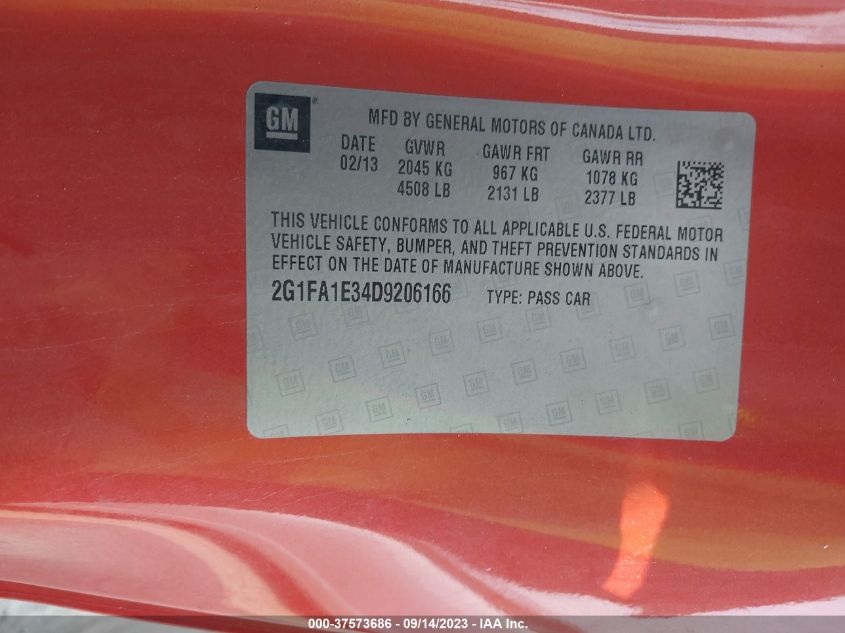 GM ®
MFD BY GENERAL MOTORS OF CANADA LTD.
DATE GVWR GAWR FRT GAWR RR
02/13 2045 KG 967 KG 1078 KG
4508 LB 2131 LB 2377 LB
THIS VEHICLE CONFORMS TO ALL APPLICABLE U.S. FEDERAL MOTOR
VEHICLE SAFETY, BUMPER, AND THEFT PREVENTION STANDARDS IN
EFFECT ON THE DATE OF MANUFACTURE SHOWN ABOVE.
2G1FA1E34D9206166 TYPE: PASS CAR
000-37573686 - 09/14/2023 - IAA Inc.